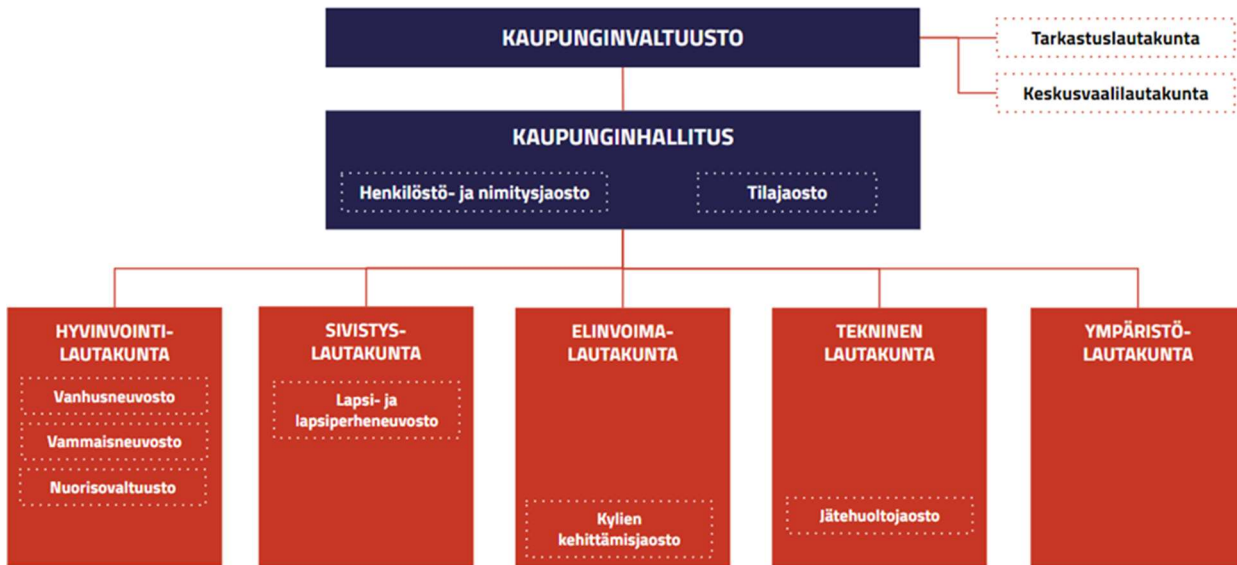 KAUPUNGINVALTUUSTO
Tarkastuslautakunta
Keskusvaalilautakunta
KAUPUNGINHALLITUS
Henkilöstö- ja nimitysjaosto
Tilajaosto
HYVINVOINTI-
LAUTAKUNTA
Vanhusneuvosto
Vammaisneuvosto
Nuorisovaltuusto
SIVISTYS-
LAUTAKUNTA
Lapsi- ja
lapsiperheneuvosto
ELINVOIMA-
LAUTAKUNTA
Kylien
kehittämisjaosto
TEKNINEN
LAUTAKUNTA
Jätehuoltojaosto
YMPÄRISTÖ-
LAUTAKUNTA